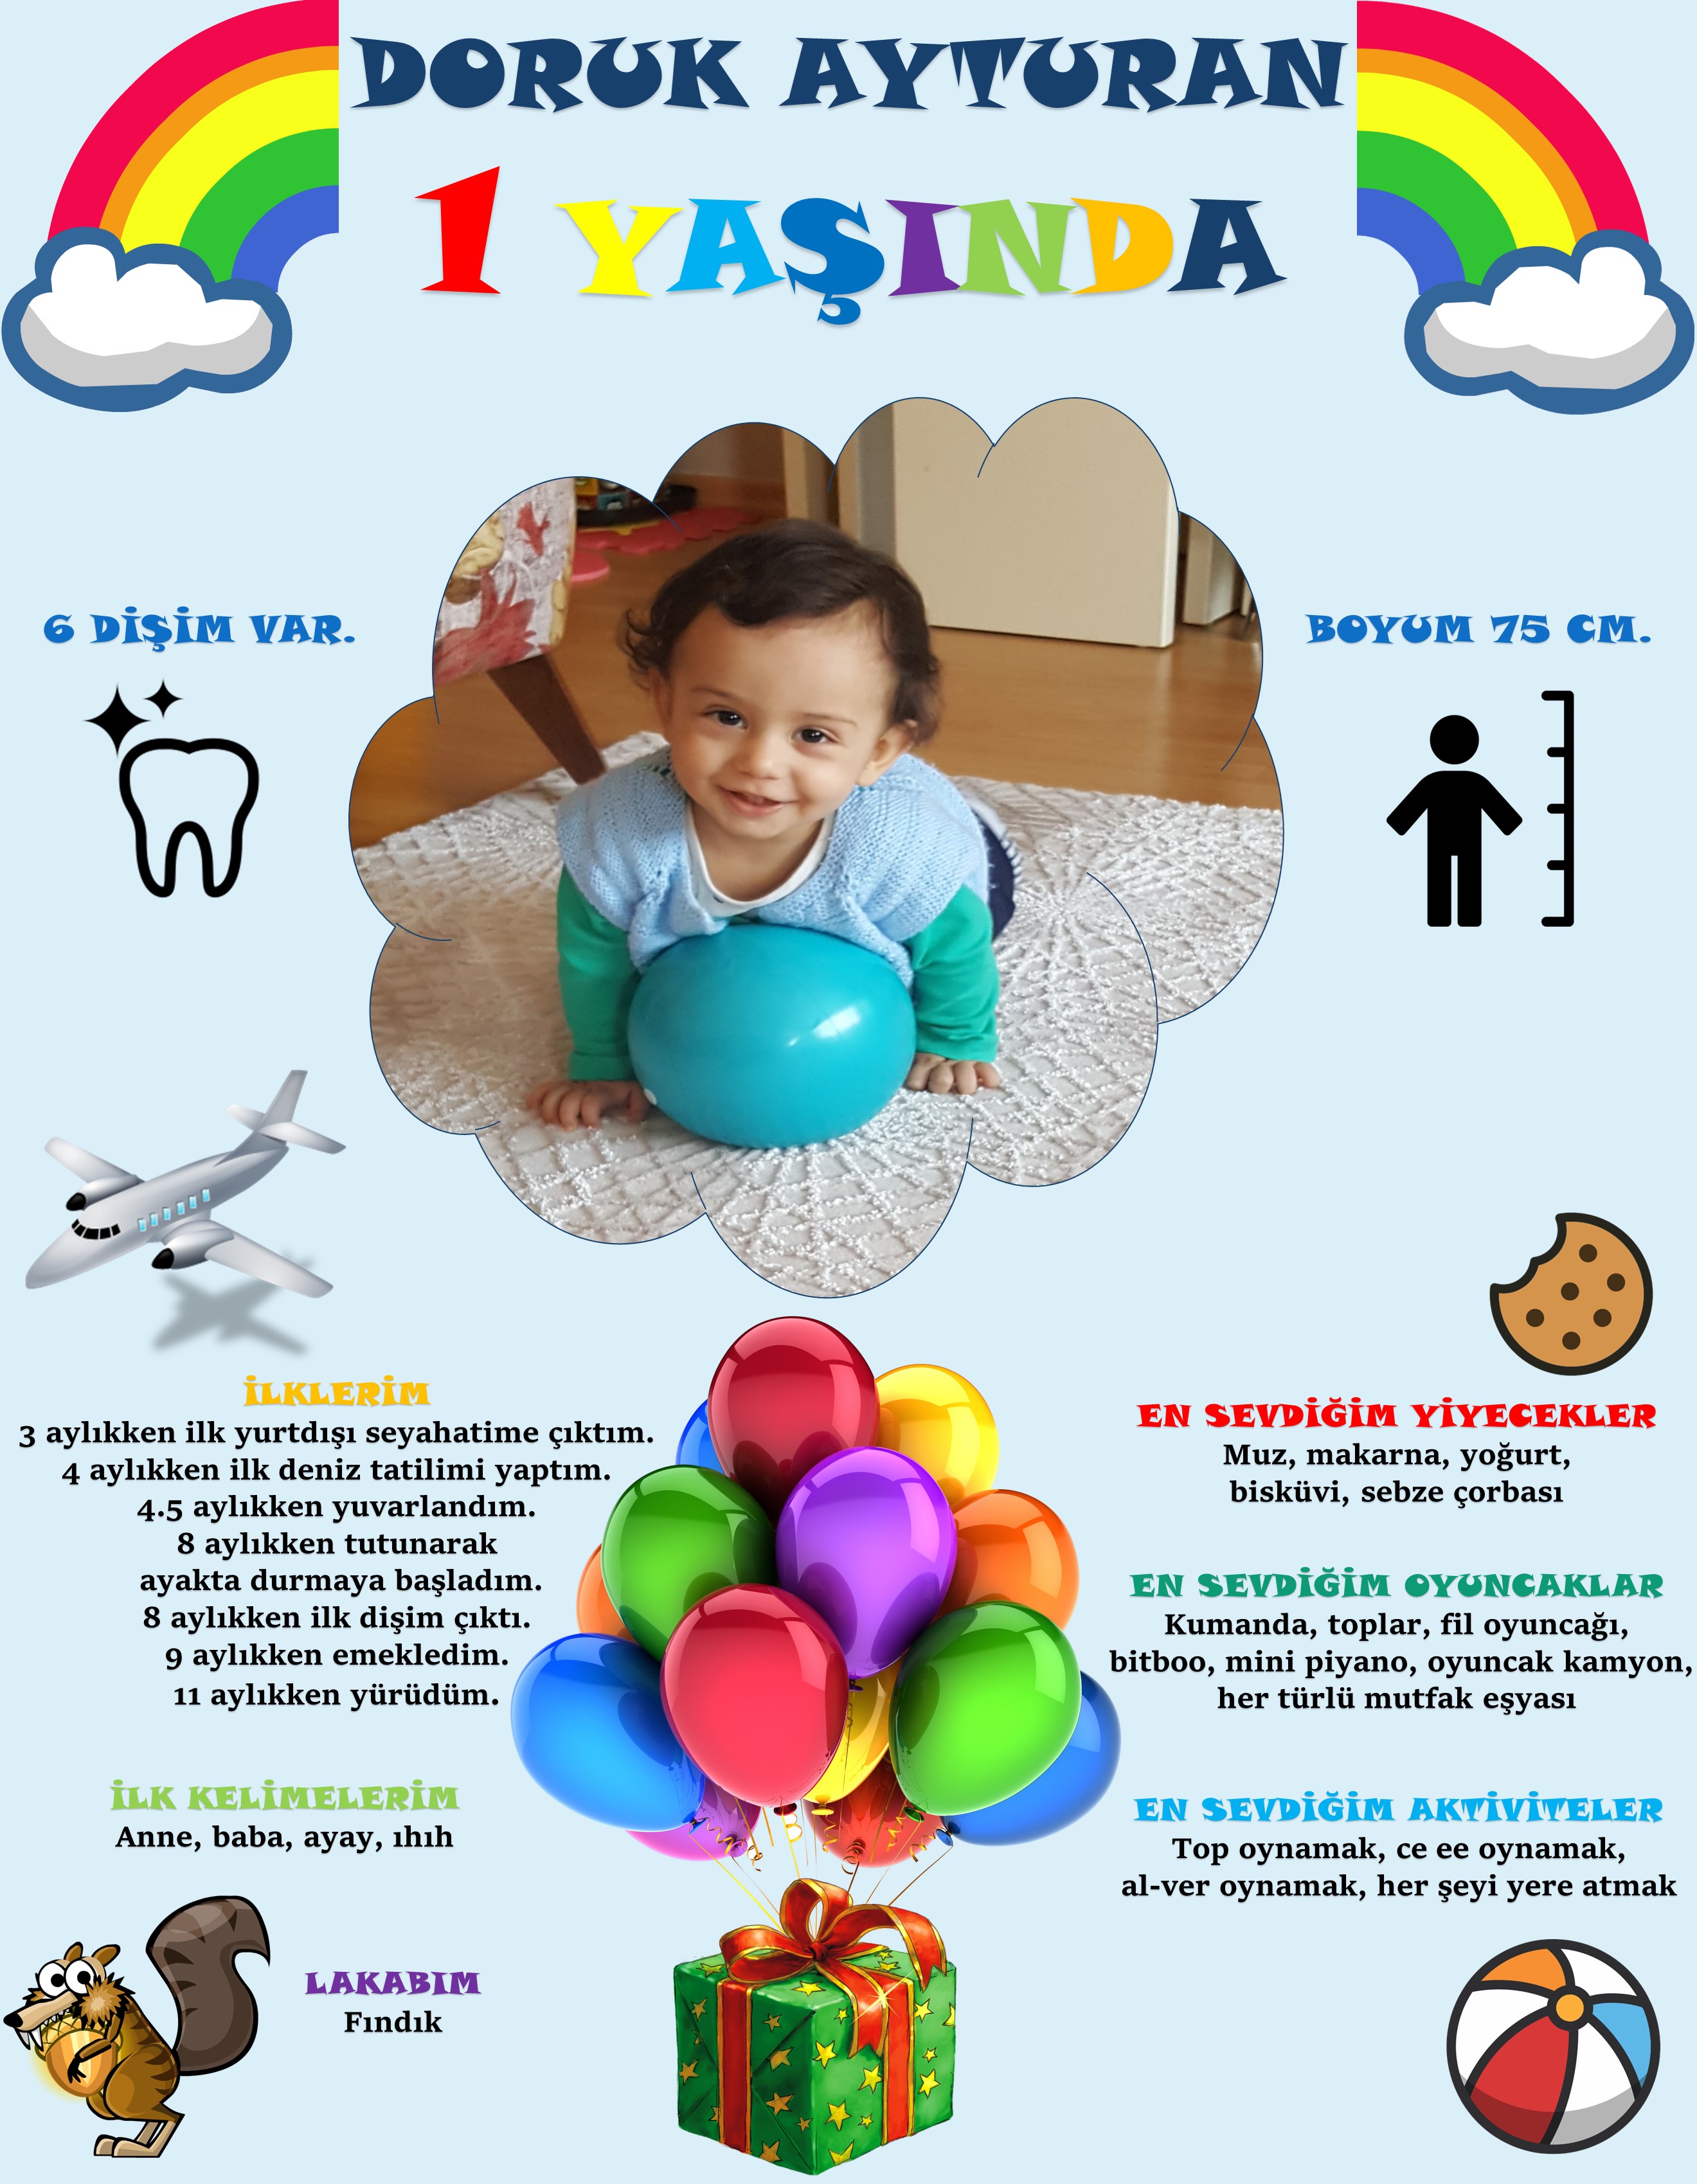 DORUK AYTURAN
1 YAŞINDA
6 DİŞİM VAR.
BOYUM 75 CM.
İLKLERİM
3 aylıkken ilk yurtdışı seyahatime çıktım.
4 aylıkken ilk deniz tatilimi yaptım.
4.5 aylıkken yuvarlandım.
8 aylıkken tutunarak
ayakta durmaya başladım.
8 aylıkken ilk dişim çıktı.
9 aylıkken emekledim.
11 aylıkken yürüdüm.
İLK KELİMELERİM
Anne, baba, ayay, ıhıh
LAKABIM
Fındık
EN SEVDİĞİM YİYECEKLER
Muz, makarna, yoğurt,
bisküvi, sebze çorbası
EN SEVDİĞİM OYUNCAKLAR
Kumanda, toplar, fil oyuncağı,
bitboo, mini piyano, oyuncak kamyon,
her türlü mutfak eşyası
EN SEVDİĞİM AKTİVİTELER
Top oynamak, ce ee oynamak,
al-ver oynamak, her şeyi yere atmak